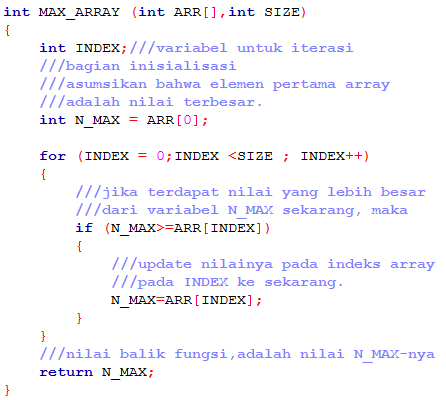 int MAX_ARRAY (int ARR[],int SIZE)
{
    int INDEX;///variabel untuk iterasi
    ///bagian inisialisasi
    ///asumsikan bahwa elemen pertama array
    ///adalah nilai terbesar.
    int N_MAX = ARR[0];

    for (INDEX = 0;INDEX <SIZE ; INDEX++)
    {
        ///jika terdapat nilai yang lebih besar
        ///dari variabel N_MAX sekarang, maka
        if (N_MAX>=ARR[INDEX])
        {
            ///update nilainya pada indeks array
            ///pada INDEX ke sekarang.
            N_MAX=ARR[INDEX];
        }
    }
    ///nilai balik fungsi,adalah nilai N_MAX-nya
    return N_MAX;
}